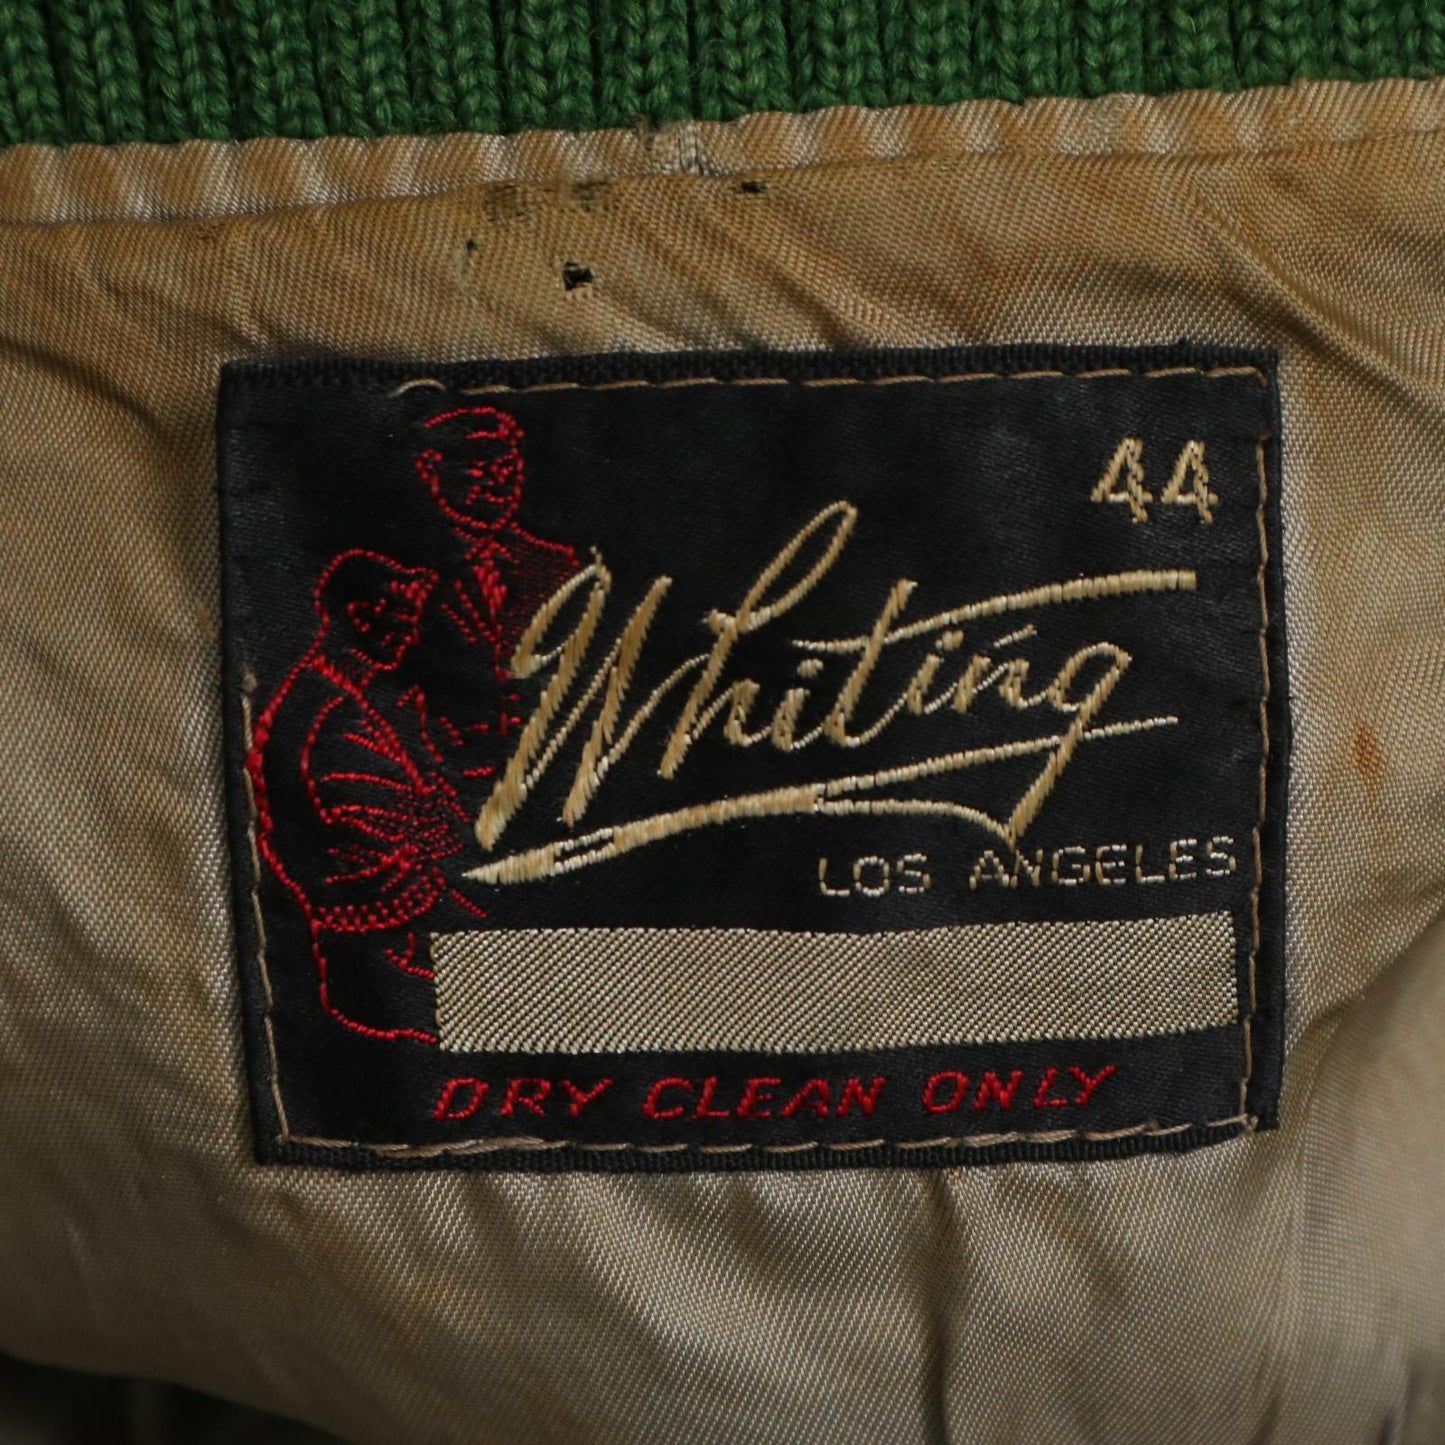 44
Whiting
LOS ANGELES
DRY CLEAN ONLY